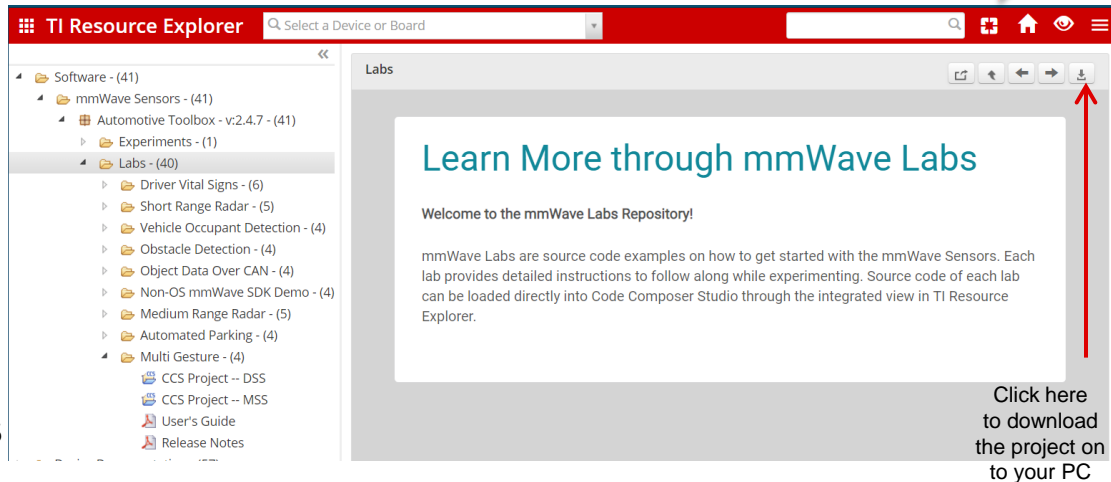 TI Resource Explorer
Select a Device or Board
Software - (41)
mmWave Sensors - (41)
Automotive Toolbox - v:2.4.7 - (41)
Experiments - (1)
Labs - (40)
Driver Vital Signs - (6)
Short Range Radar - (5)
Vehicle Occupant Detection - (4)
Obstacle Detection - (4)
Object Data Over CAN - (4)
Non-OS mmWave SDK Demo - (4)
Medium Range Radar - (5)
Automated Parking - (4)
Multi Gesture - (4)
CCS Project -- DSS
CCS Project -- MSS
User's Guide
Release Notes
Labs
Learn More through mmWave Labs
Welcome to the mmWave Labs Repository!
mmWave Labs are source code examples on how to get started with the mmWave Sensors. Each
lab provides detailed instructions to follow along while experimenting. Source code of each lab
can be loaded directly into Code Composer Studio through the integrated view in TI Resource
Explorer.
Click here
to download
the project on
to your PC